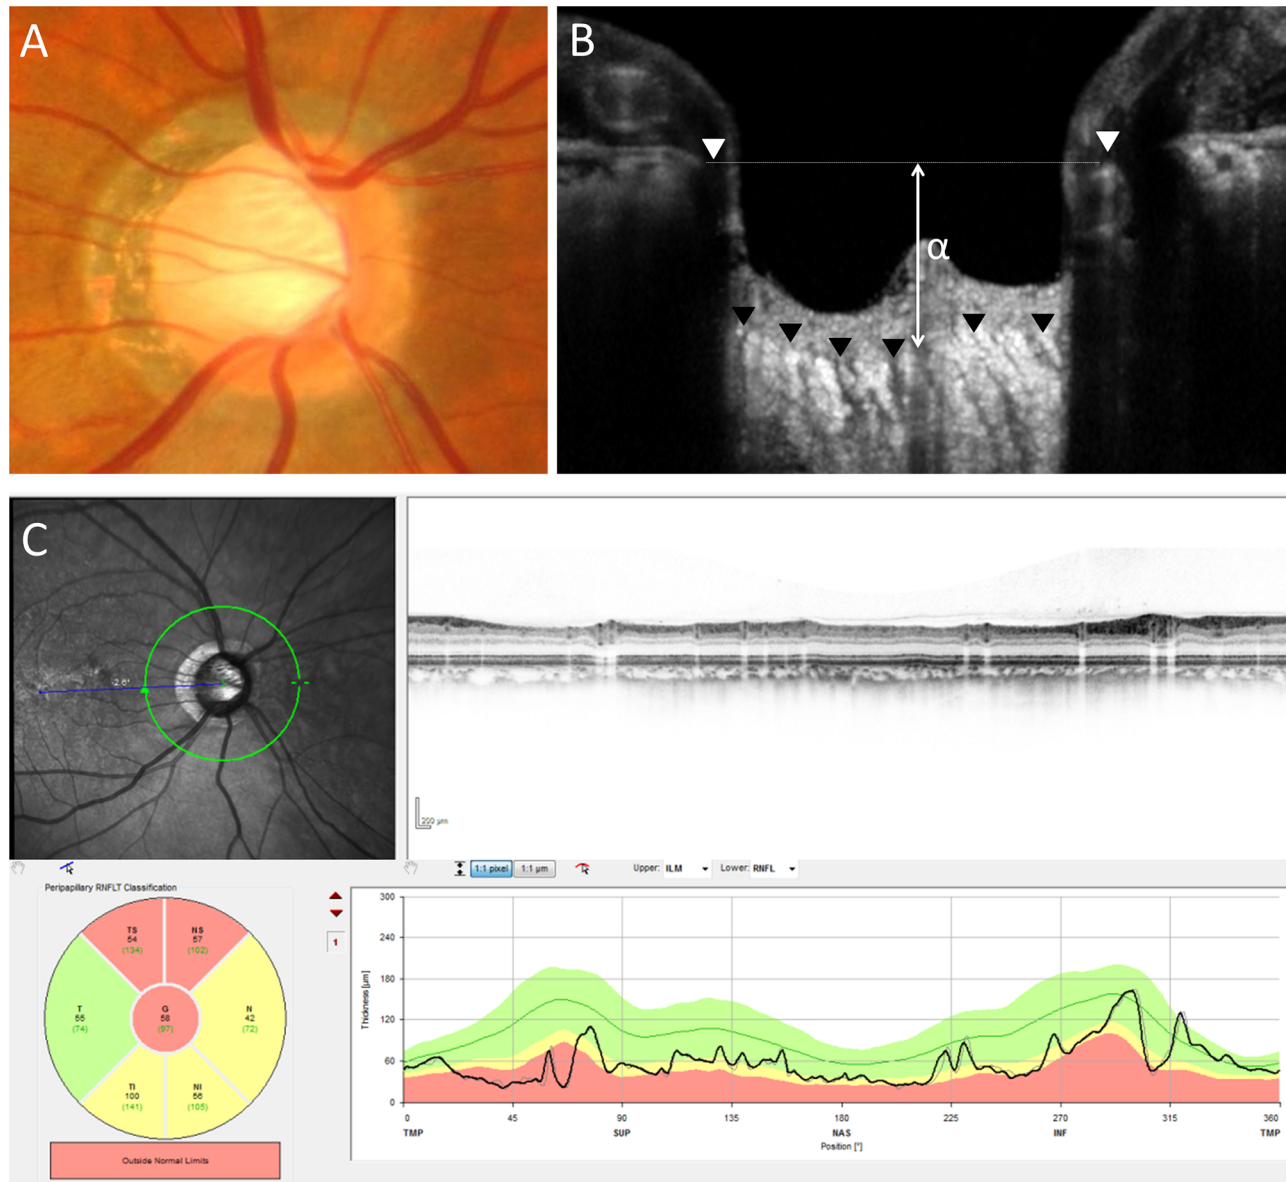 A
B
α
C
-2.6°
200 µm
1:1 pixel
1:1 µm
Upper: ILM
Lower: RNFL
Peripapillary RNFLT Classification
TS
54
(134)
NS
57
(102)
T
55
(74)
G
58
(97)
N
42
(72)
TI
100
(141)
NI
56
(105)
Outside Normal Limits
1
Thickness [µm]
300
240
180
120
60
0
0
45
90
135
180
225
270
315
360
TMP
SUP
NAS
INF
TMP
Position [°]